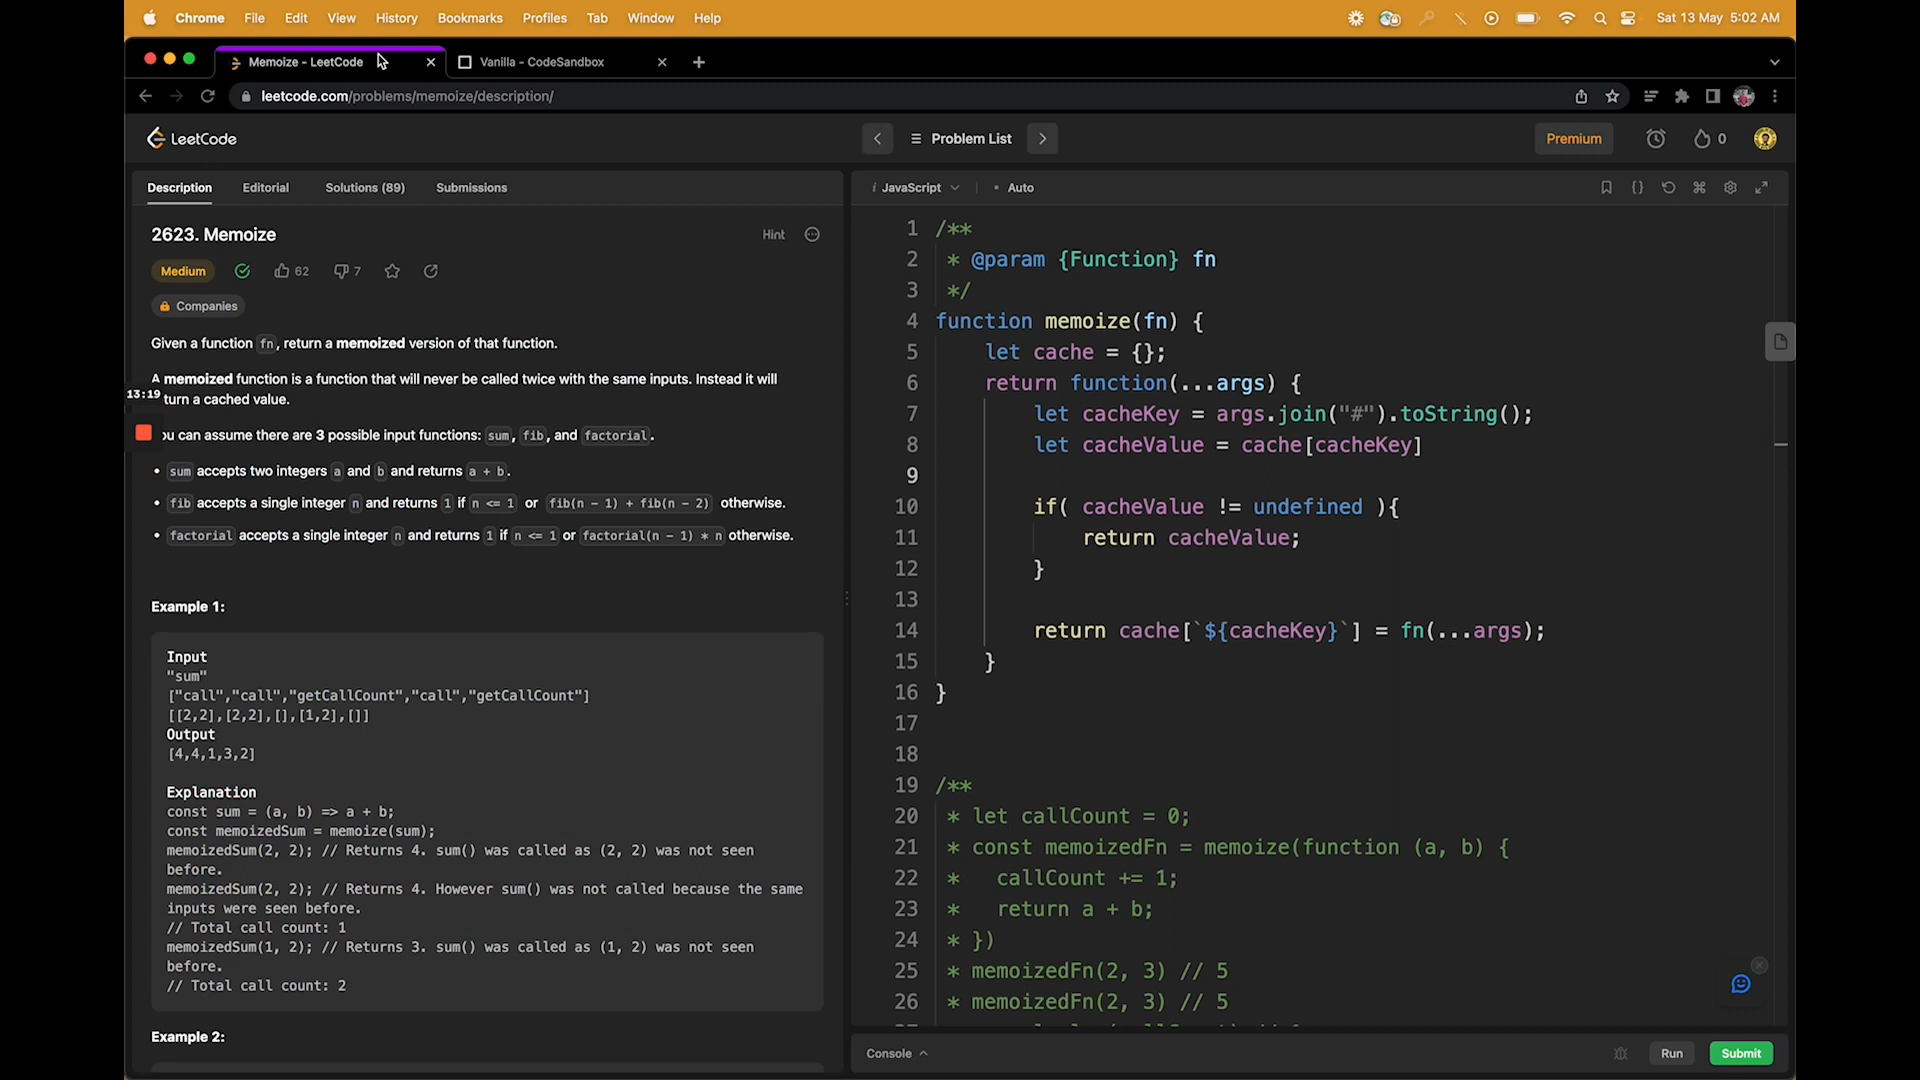 Chrome File Edit View History Bookmarks Profiles Tab Window Help
Sat 13 May 5:02 AM
Memoize - LeetCode
Vanilla - CodeSandbox
leetcode.com/problems/memoize/description/
LeetCode
Problem List
Premium
0
Description Editorial Solutions (89) Submissions
2623. Memoize
Hint
Medium 62 7
Companies
Given a function fn, return a memoized version of that function.
A memoized function is a function that will never be called twice with the same inputs. Instead it will
13:19
turn a cached value.
ou can assume there are 3 possible input functions: sum, fib, and factorial.
• sum accepts two integers a and b and returns a + b.
• fib accepts a single integer n and returns 1 if n <= 1 or fib(n - 1) + fib(n - 2) otherwise.
• factorial accepts a single integer n and returns 1 if n <= 1 or factorial(n - 1) * n otherwise.
Example 1:
Input
"sum"
["call","call","getCallCount","call","getCallCount"]
[[2,2],[2,2],[],[1,2],[]]
Output
[4,4,1,3,2]
Explanation
const sum = (a, b) => a + b;
const memoizedSum = memoize(sum);
memoizedSum(2, 2); // Returns 4. sum() was called as (2, 2) was not seen
before.
memoizedSum(2, 2); // Returns 4. However sum() was not called because the same
inputs were seen before.
// Total call count: 1
memoizedSum(1, 2); // Returns 3. sum() was called as (1, 2) was not seen
before.
// Total call count: 2
Example 2:
i JavaScript • Auto
1 /**
2 * @param {Function} fn
3 */
4 function memoize(fn) {
5 let cache = {};
6 return function(...args) {
7 let cacheKey = args.join("#").toString();
8 let cacheValue = cache[cacheKey]
9
10 if( cacheValue != undefined ){
11 return cacheValue;
12 }
13
14 return cache[`${cacheKey}`] = fn(...args);
15 }
16 }
17
18
19 /**
20 * let callCount = 0;
21 * const memoizedFn = memoize(function (a, b) {
22 * callCount += 1;
23 * return a + b;
24 * })
25 * memoizedFn(2, 3) // 5
26 * memoizedFn(2, 3) // 5
Console
Run
Submit